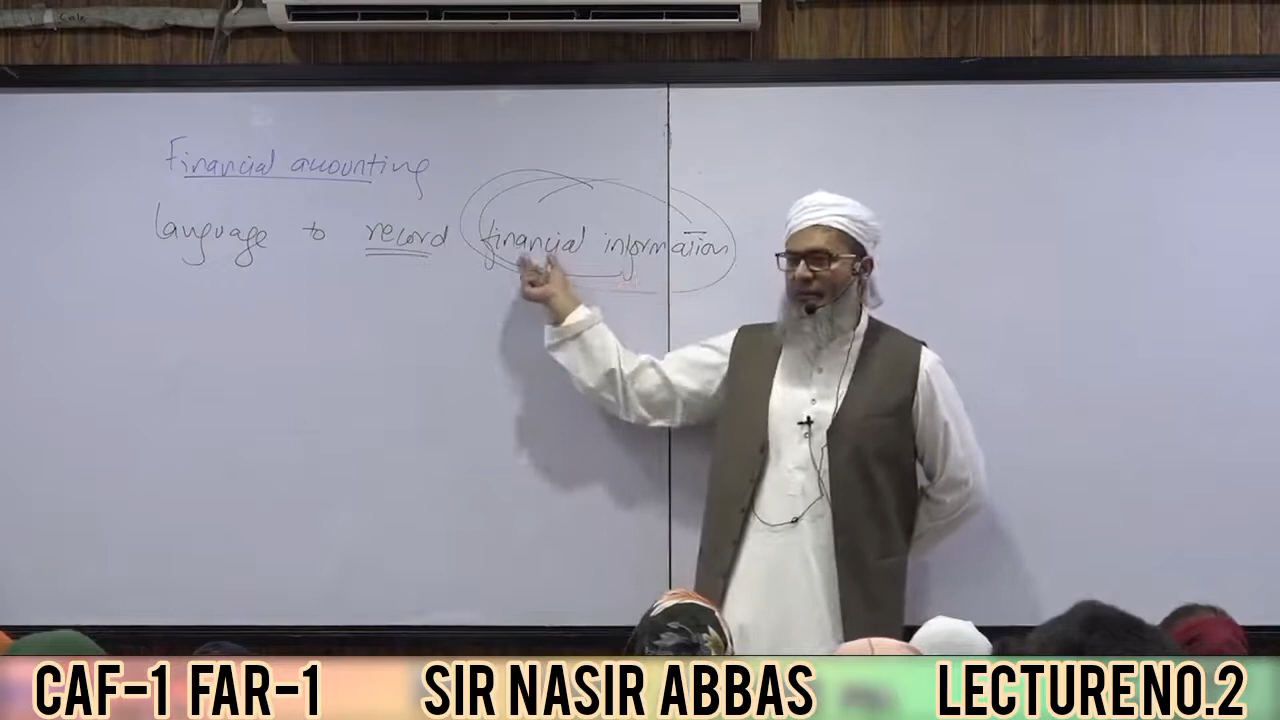 Financial accounting
language to record financial information
CAF-1 FAR-1 SIR NASIR ABBAS LECTURE NO.2